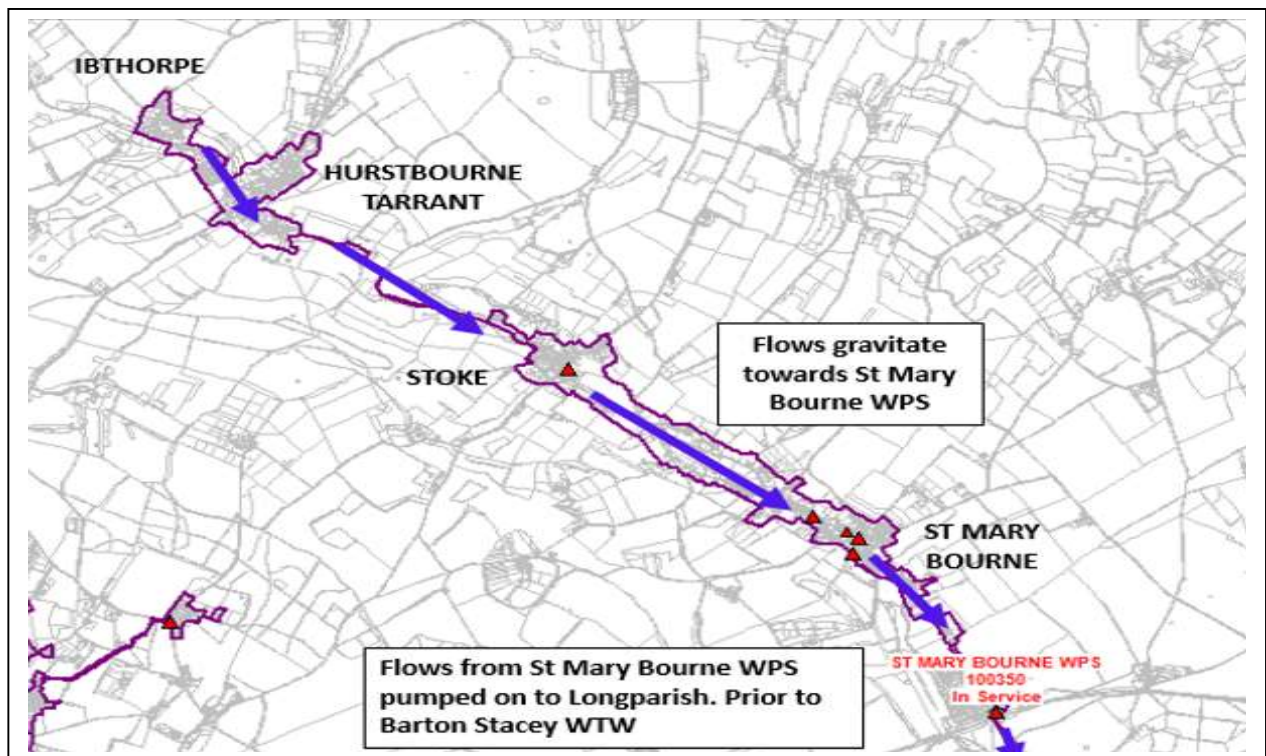 IBTHORPE
HURSTBOURNE
TARRANT
STOKE
Flows gravitate
towards St Mary
Bourne WPS
ST MARY
BOURNE
Flows from St Mary Bourne WPS
pumped on to Longparish. Prior to
Barton Stacey WTW
ST MARY BOURNE WPS
100350
In Service